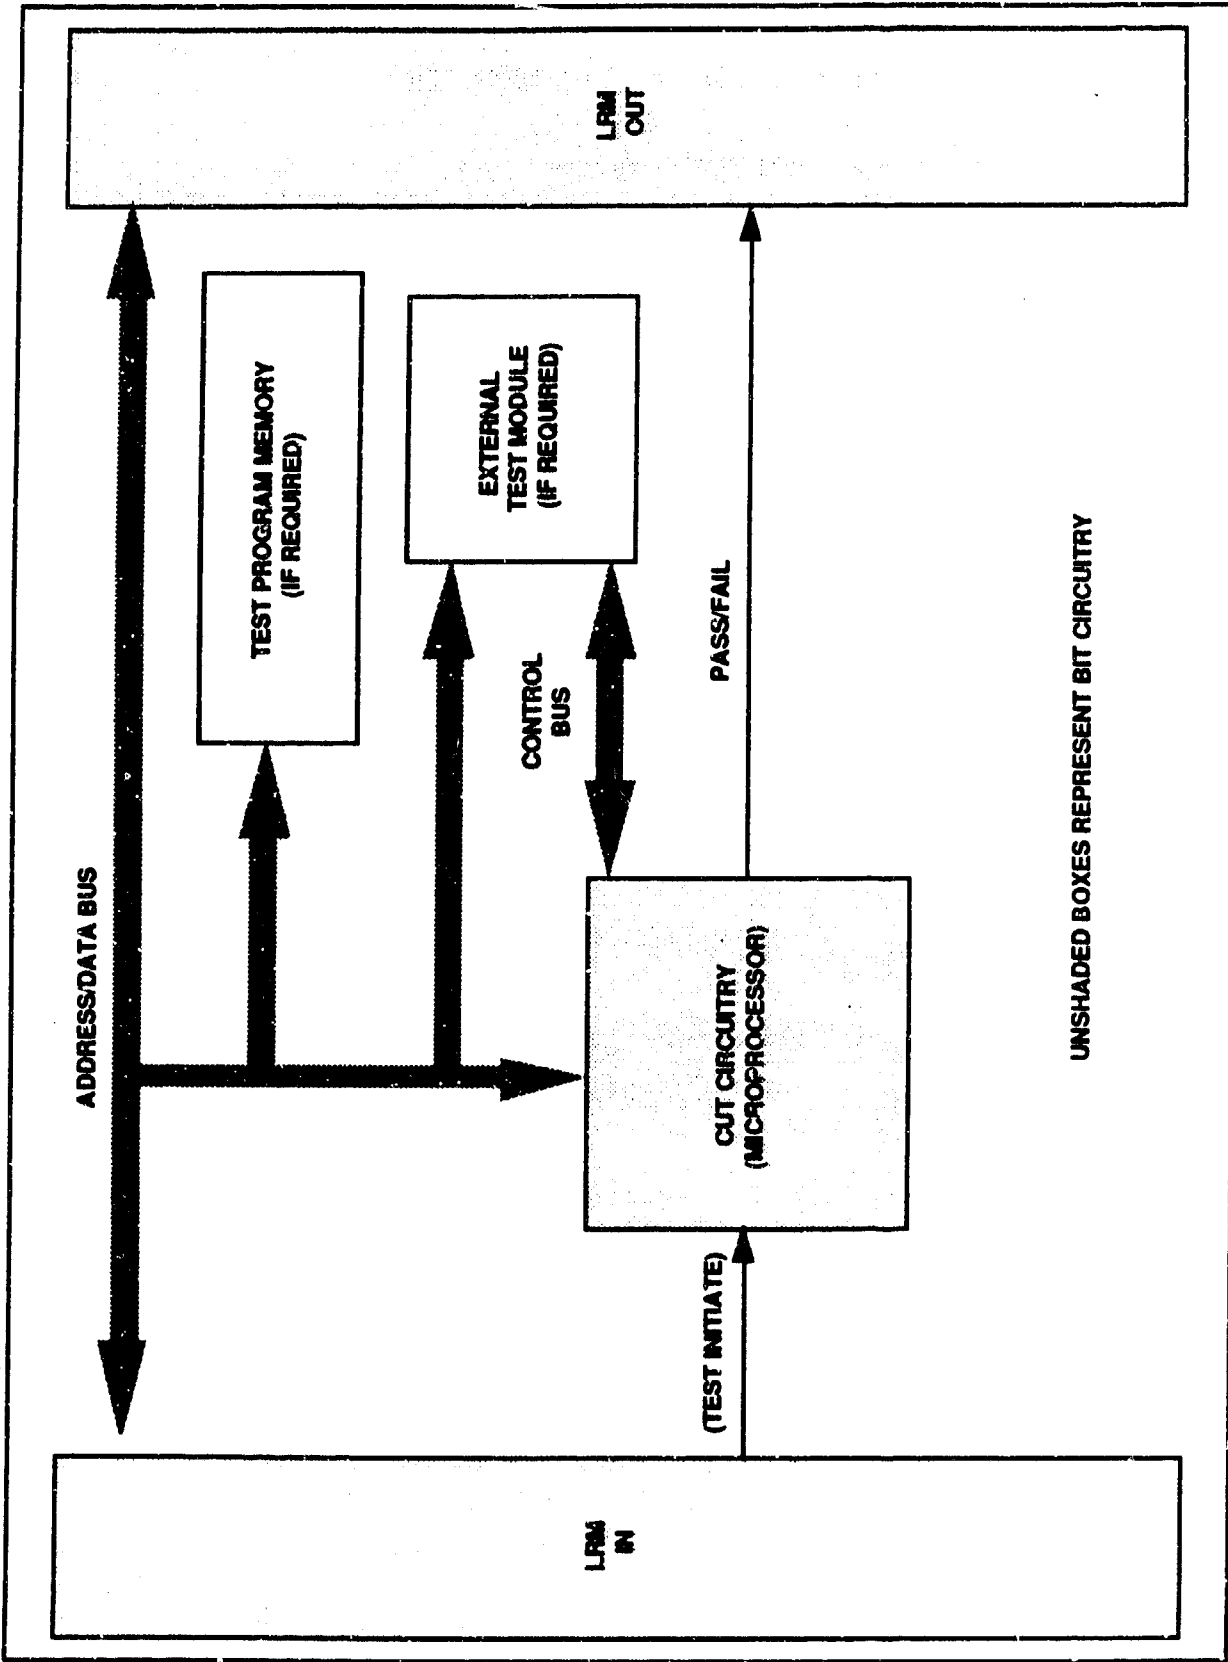 ADDRESS/DATA BUS
TEST PROGRAM MEMORY
(IF REQUIRED)
EXTERNAL
TEST MODULE
(IF REQUIRED)
CONTROL
BUS
LRM
IN
(TEST INITIATE)
CUT CIRCUITRY
(MICROPROCESSOR)
PASS/FAIL
LRM
OUT
UNSHADED BOXES REPRESENT BIT CIRCUITRY